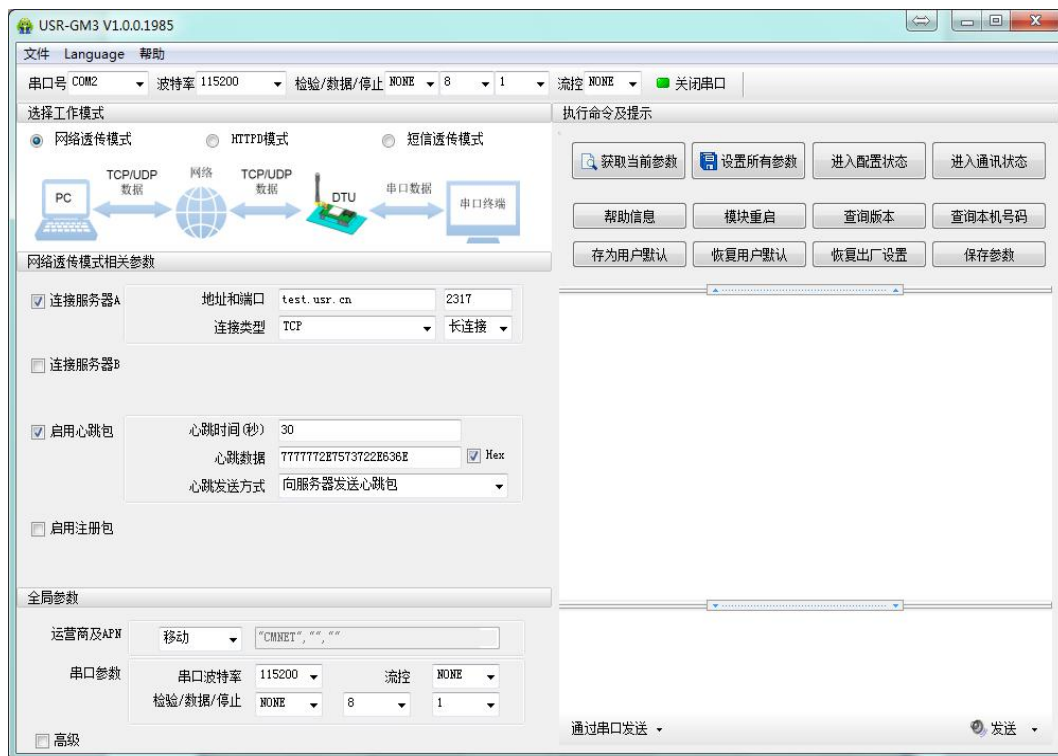 USR-GM3 V1.0.0.1985
文件 Language 帮助
串口号 COM2 波特率 115200 检验/数据/停止 NONE 8 1 流控 NONE 关闭串口
选择工作模式
网络透传模式 HTTPD模式 短信透传模式
PC TCP/UDP 数据 网络 TCP/UDP 数据 DTU 串口数据 串口终端
网络透传模式相关参数
连接服务器A 地址和端口 test.usr.cn 2317
连接类型 TCP 长连接
连接服务器B
启用心跳包 心跳时间(秒) 30
心跳数据 7777772E7573722E636E Hex
心跳发送方式 向服务器发送心跳包
启用注册包
全局参数
运营商及APN 移动 "CMNET","",""
串口参数 串口波特率 115200 流控 NONE
检验/数据/停止 NONE 8 1
高级
执行命令及提示
获取当前参数 设置所有参数 进入配置状态 进入通讯状态
帮助信息 模块重启 查询版本 查询本机号码
存为用户默认 恢复用户默认 恢复出厂设置 保存参数
通过串口发送 发送